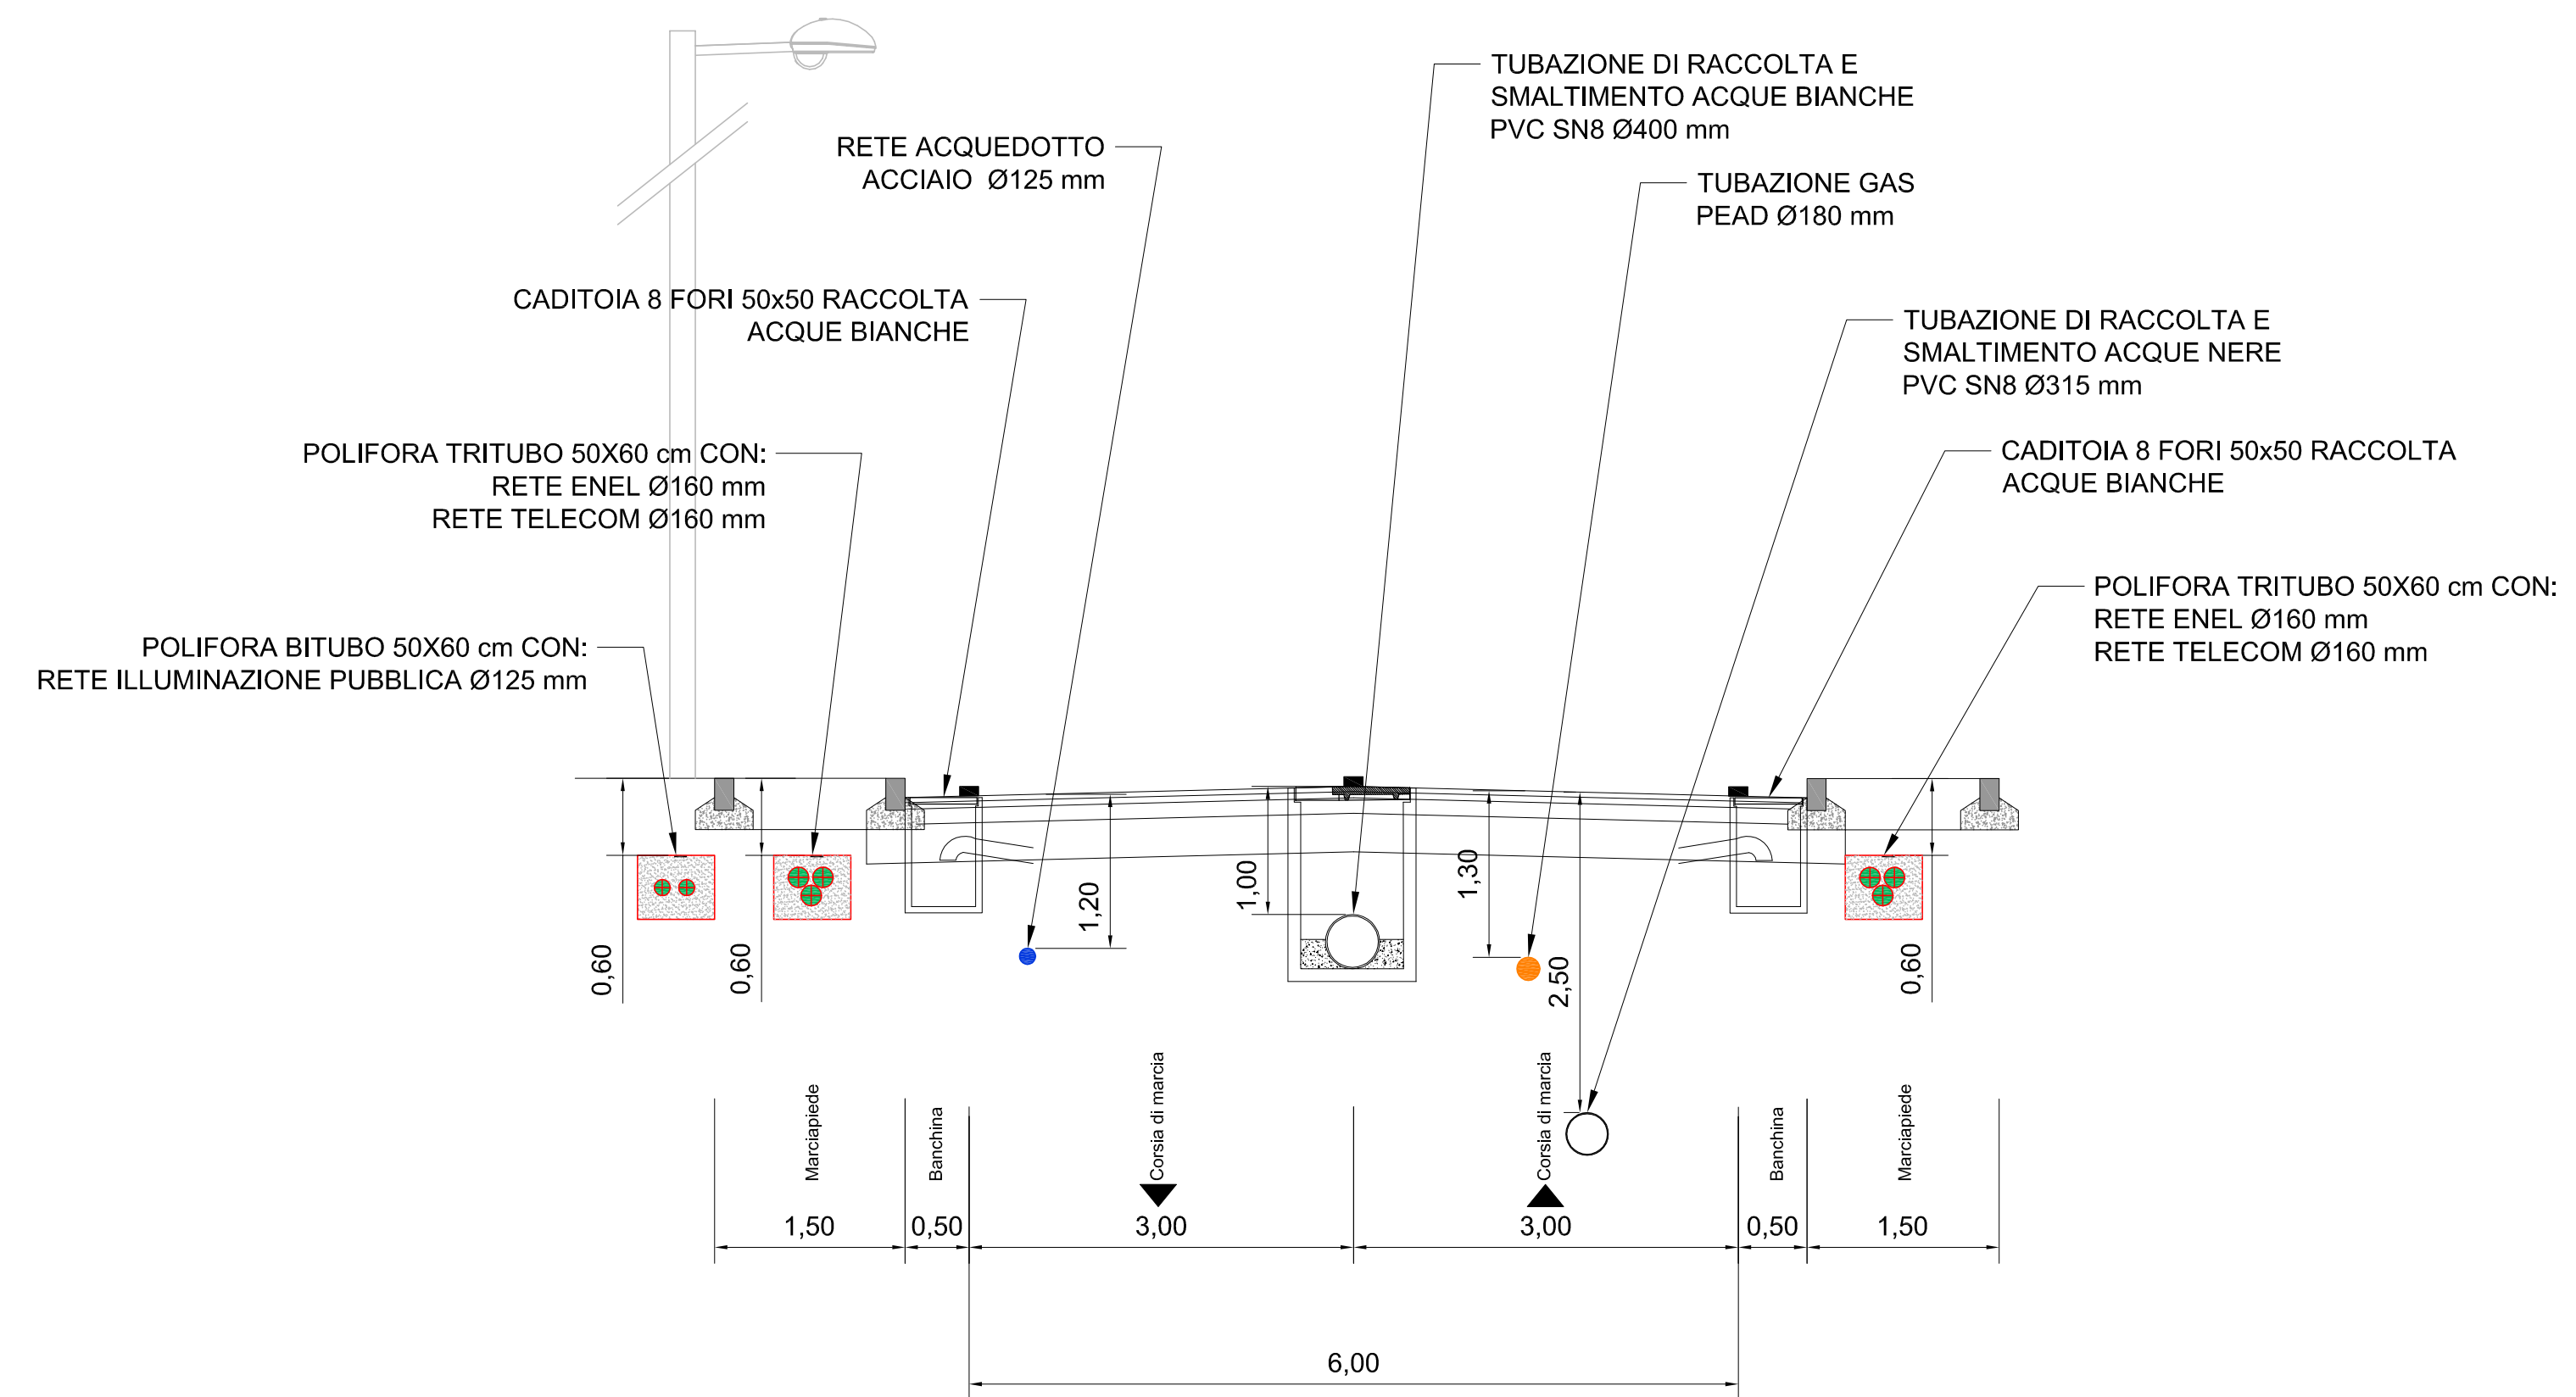 TUBAZIONE DI RACCOLTA E
SMALTIMENTO ACQUE BIANCHE
PVC SN8 Ø400 mm
RETE ACQUEDOTTO
ACCIAIO  Ø125 mm
TUBAZIONE GAS
PEAD Ø180 mm
CADITOIA 8 FORI 50x50 RACCOLTA
ACQUE BIANCHE
TUBAZIONE DI RACCOLTA E
SMALTIMENTO ACQUE NERE
PVC SN8 Ø315 mm
POLIFORA TRITUBO 50X60 cm CON:
RETE ENEL Ø160 mm
RETE TELECOM Ø160 mm
CADITOIA 8 FORI 50x50 RACCOLTA
ACQUE BIANCHE
POLIFORA TRITUBO 50X60 cm CON:
RETE ENEL Ø160 mm
RETE TELECOM Ø160 mm
POLIFORA BITUBO 50X60 cm CON:
RETE ILLUMINAZIONE PUBBLICA Ø125 mm
0,60
0,60
1,20
1,00
1,30
2,50
0,60
Marciapiede
Banchina
Corsia di marcia
Corsia di marcia
Banchina
Marciapiede
1,50
0,50
3,00
3,00
0,50
1,50
6,00